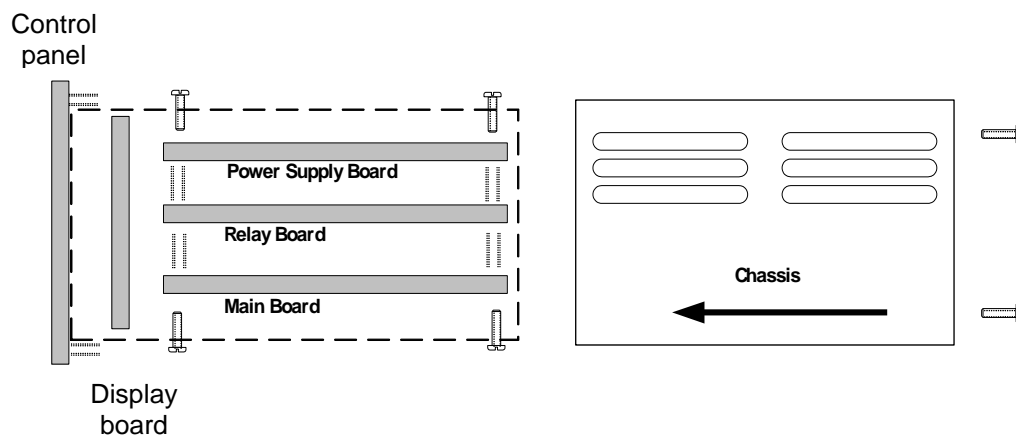 Control
panel
Power Supply Board
Relay Board
Main Board
Display
board
Chassis